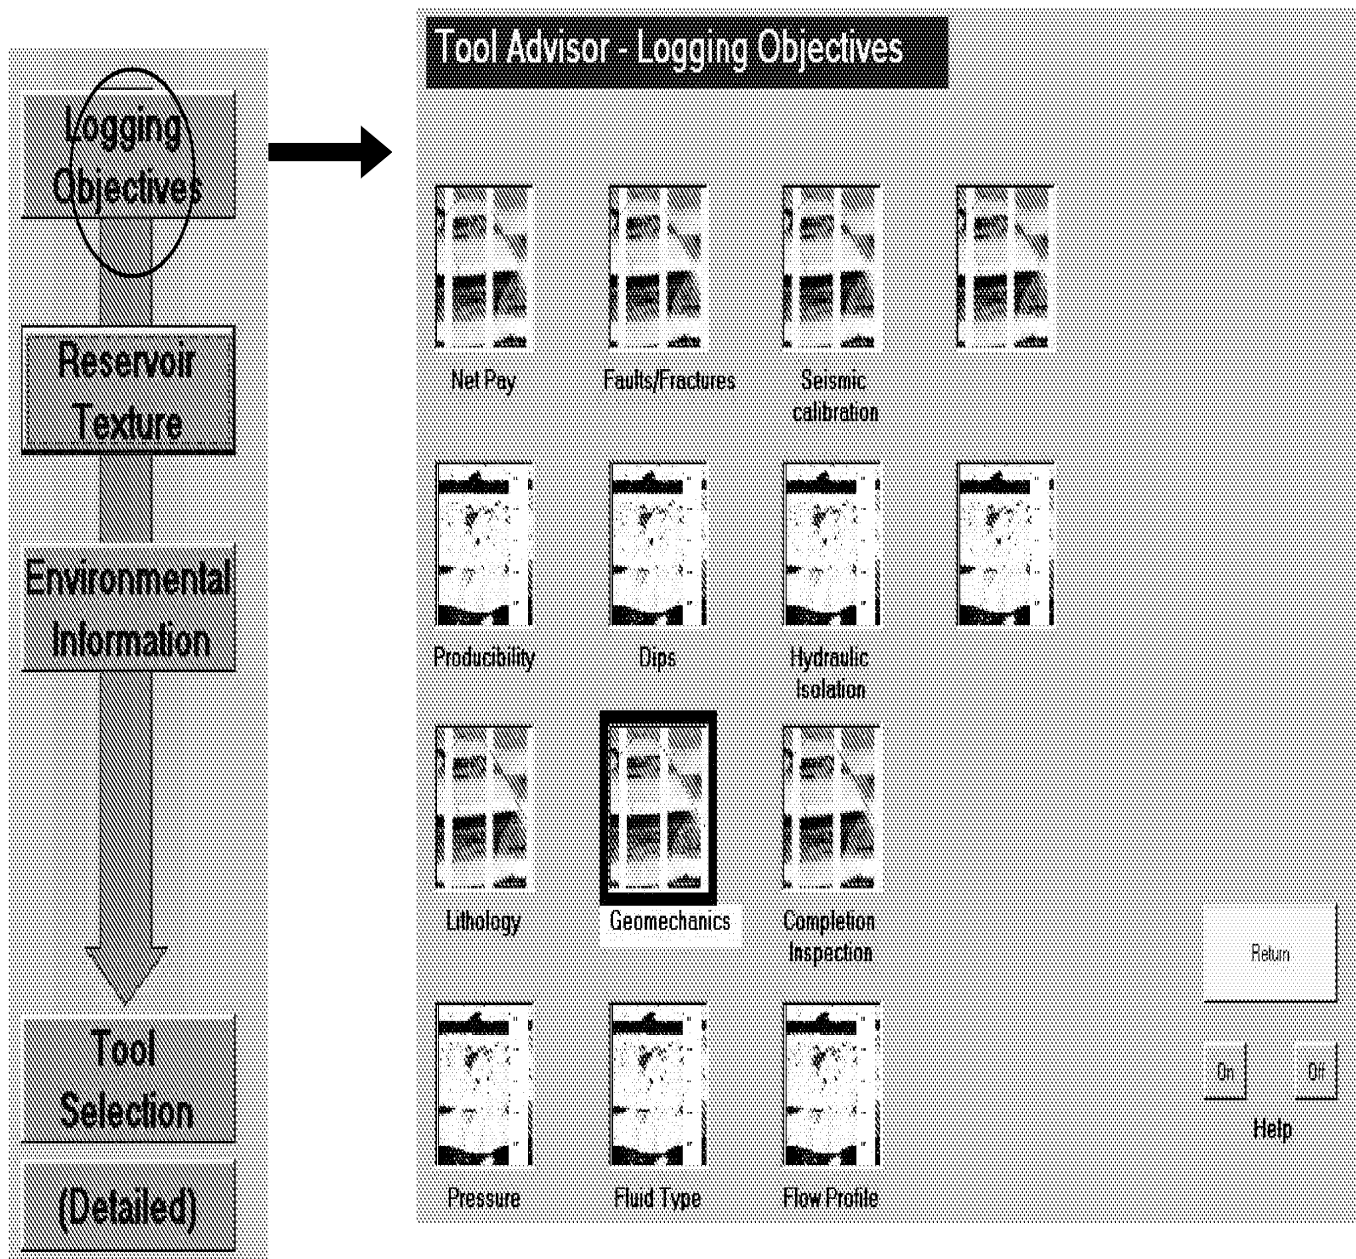 Tool Advisor - Logging Objectives
Logging
Objectives
Reservoir
Texture
Environmental
Information
Tool
Selection
(Detailed)
Net Pay
Faults/Fractures
Seismic
calibration
Producibility
Dips
Hydraulic
Isolation
Lithology
Geomechanics
Completion
Inspection
Pressure
Fluid Type
Flow Profile
Return
On
Off
Help